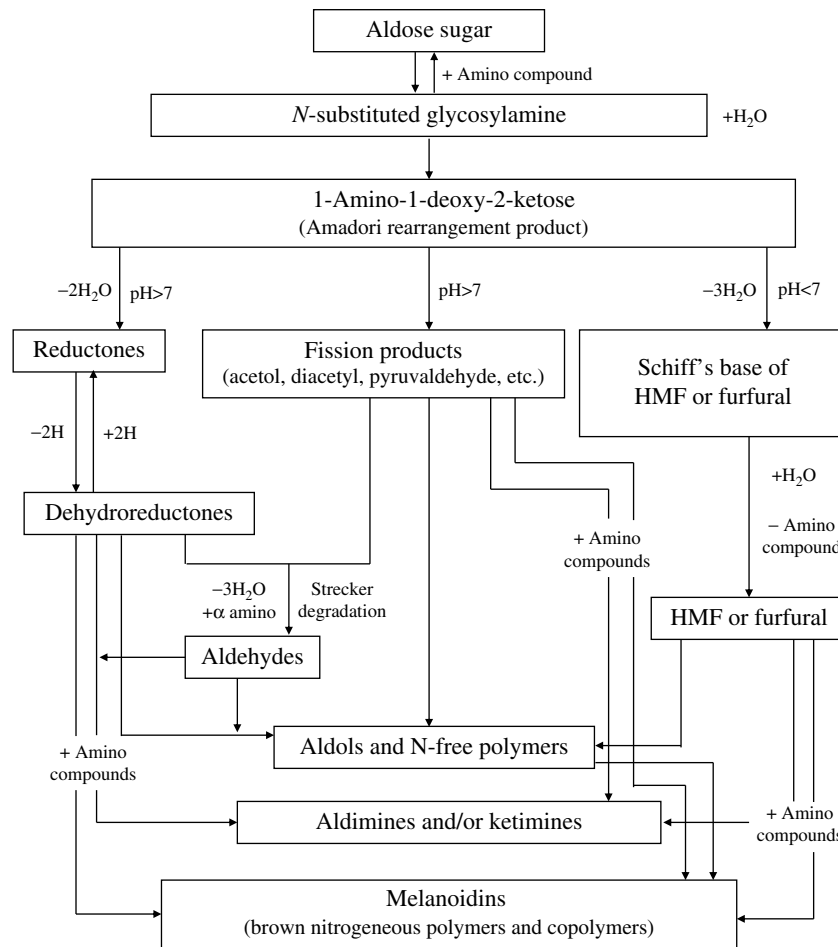 Aldose sugar
+ Amino compound
N-substituted glycosylamine
+H₂O
1-Amino-1-deoxy-2-ketose
(Amadori rearrangement product)
−2H₂O
pH>7
pH>7
−3H₂O
pH<7
Reductones
Fission products
(acetol, diacetyl, pyruvaldehyde, etc.)
Schiff's base of
HMF or furfural
−2H
+2H
+H₂O
Dehydroreductones
− Amino
compound
+ Amino
compounds
−3H₂O
+α amino
Strecker
degradation
HMF or furfural
Aldehydes
Aldols and N-free polymers
+ Amino
compounds
Aldimines and/or ketimines
+ Amino
compounds
Melanoidins
(brown nitrogeneous polymers and copolymers)